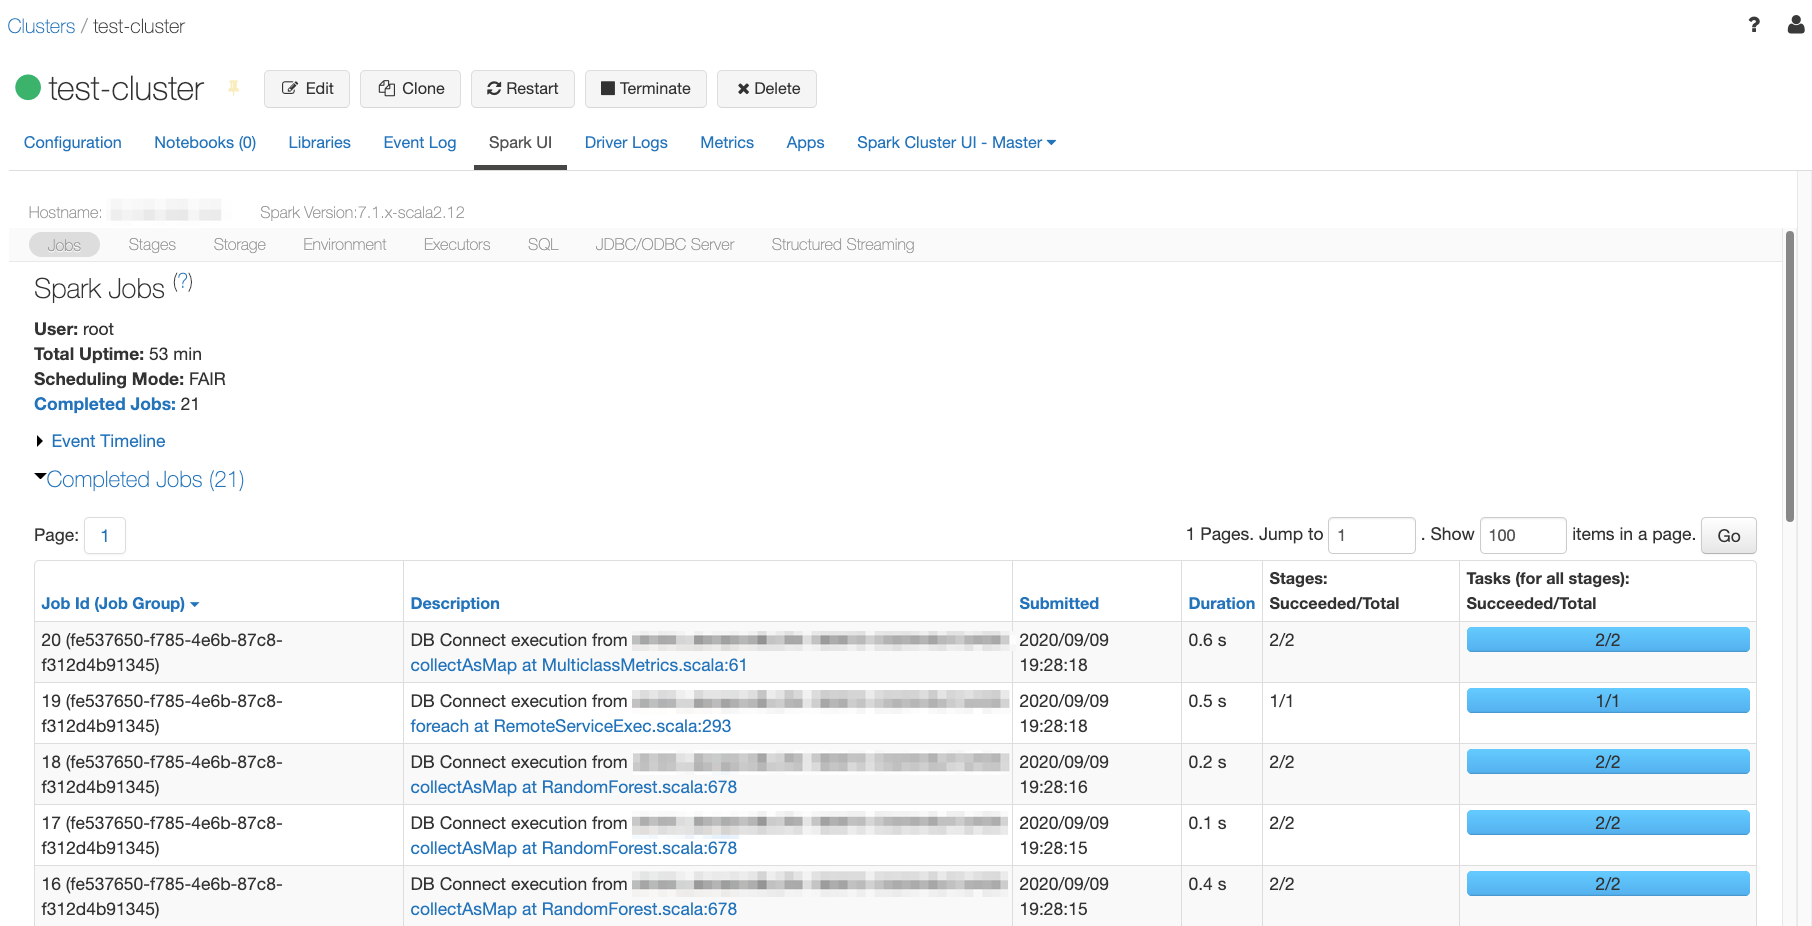 Clusters / test-cluster
?
test-cluster Edit Clone Restart Terminate Delete
Configuration Notebooks (0) Libraries Event Log Spark UI Driver Logs Metrics Apps Spark Cluster UI - Master
Hostname: Spark Version:7.1.x-scala2.12
Jobs Stages Storage Environment Executors SQL JDBC/ODBC Server Structured Streaming
Spark Jobs (?)
User: root
Total Uptime: 53 min
Scheduling Mode: FAIR
Completed Jobs: 21
Event Timeline
Completed Jobs (21)
Page: 1 1 Pages. Jump to 1 . Show 100 items in a page. Go
Job Id (Job Group) Description Submitted Duration Stages: Succeeded/Total Tasks (for all stages): Succeeded/Total
20 (fe537650-f785-4e6b-87c8- DB Connect execution from 2020/09/09 0.6 s 2/2 2/2
f312d4b91345) collectAsMap at MulticlassMetrics.scala:61 19:28:18
19 (fe537650-f785-4e6b-87c8- DB Connect execution from 2020/09/09 0.5 s 1/1 1/1
f312d4b91345) foreach at RemoteServiceExec.scala:293 19:28:18
18 (fe537650-f785-4e6b-87c8- DB Connect execution from 2020/09/09 0.2 s 2/2 2/2
f312d4b91345) collectAsMap at RandomForest.scala:678 19:28:16
17 (fe537650-f785-4e6b-87c8- DB Connect execution from 2020/09/09 0.1 s 2/2 2/2
f312d4b91345) collectAsMap at RandomForest.scala:678 19:28:15
16 (fe537650-f785-4e6b-87c8- DB Connect execution from 2020/09/09 0.4 s 2/2 2/2
f312d4b91345) collectAsMap at RandomForest.scala:678 19:28:15